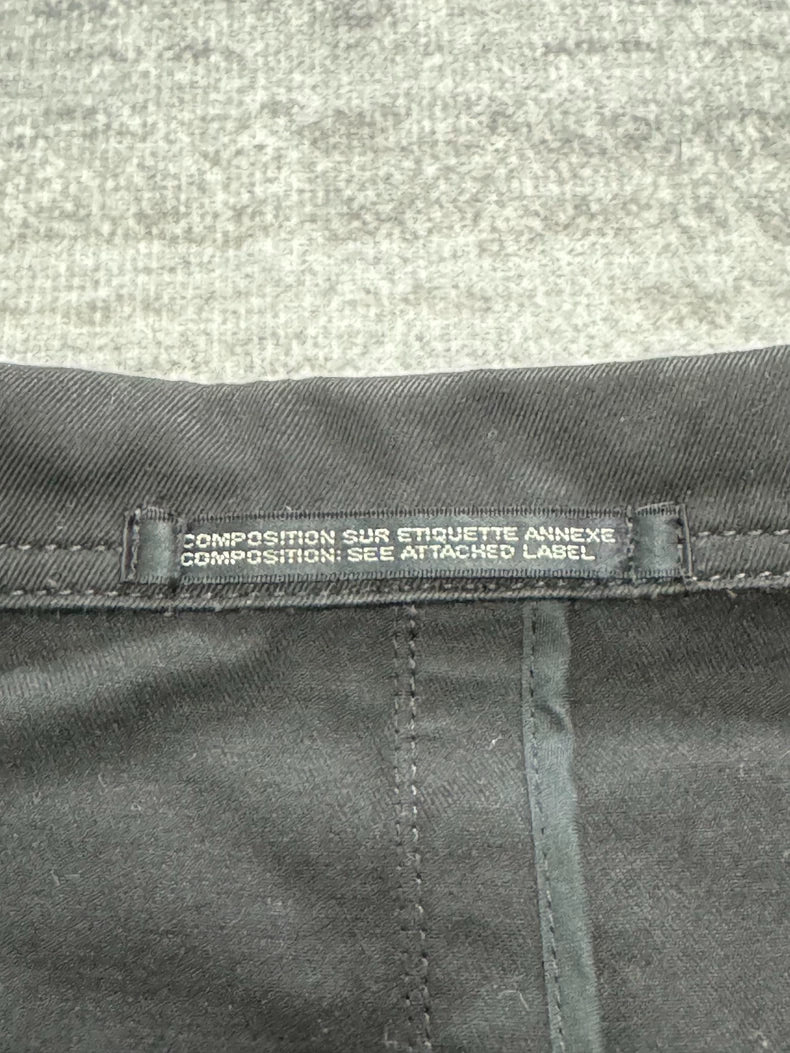 COMPOSITION SUR ETIQUETTE ANNEXE
COMPOSITION: SEE ATTACHED LABEL